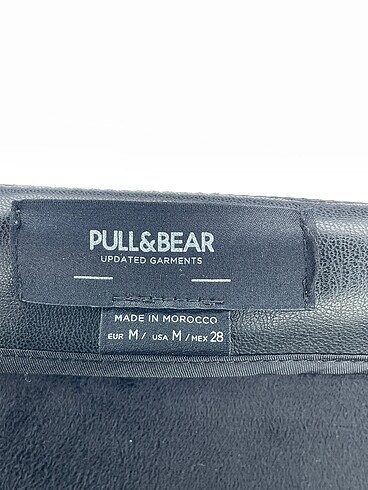 PULL&BEAR
UPDATED GARMENTS
MADE IN MOROCCO
EUR M / USA M / MEX 28